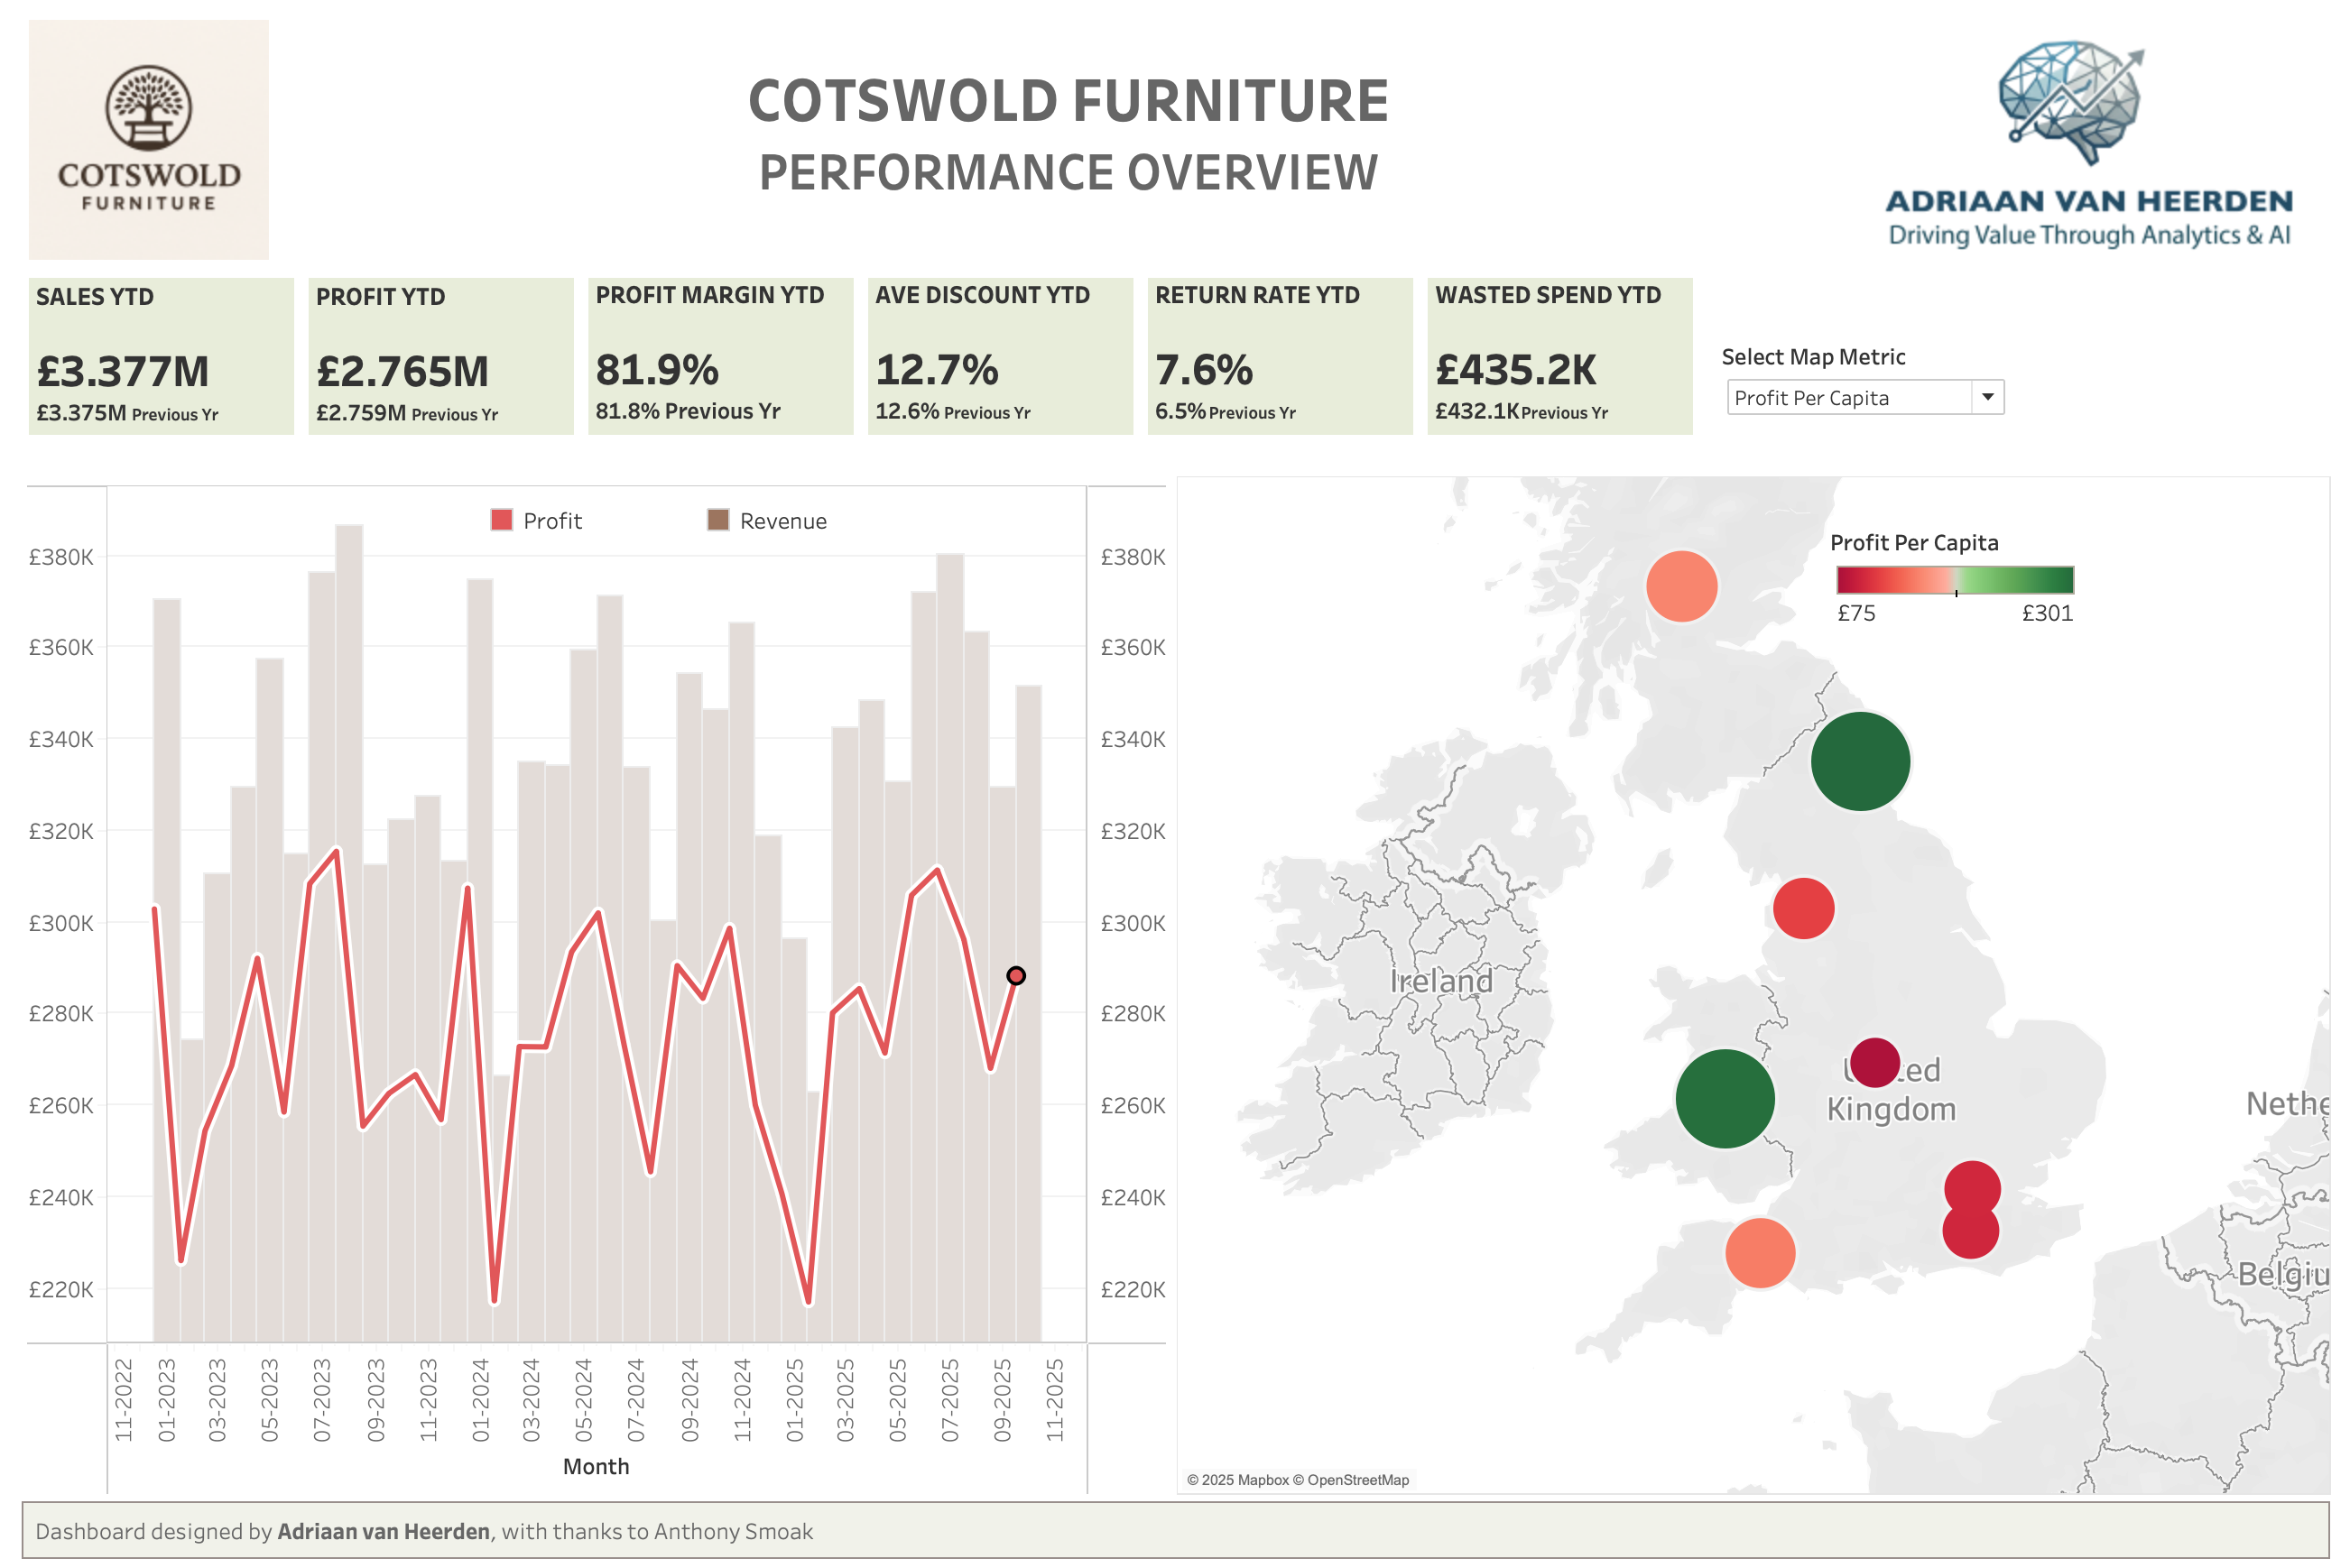 COTSWOLD
FURNITURE
COTSWOLD FURNITURE
PERFORMANCE OVERVIEW
ADRIAAN VAN HEERDEN
Driving Value Through Analytics & AI
SALES YTD
£3.377M
£3.375M Previous Yr
PROFIT YTD
£2.765M
£2.759M Previous Yr
PROFIT MARGIN YTD
81.9%
81.8% Previous Yr
AVE DISCOUNT YTD
12.7%
12.6% Previous Yr
RETURN RATE YTD
7.6%
6.5% Previous Yr
WASTED SPEND YTD
£435.2K
£432.1K Previous Yr
Select Map Metric
Profit Per Capita
Profit
Revenue
£380K
£360K
£340K
£320K
£300K
£280K
£260K
£240K
£220K
£380K
£360K
£340K
£320K
£300K
£280K
£260K
£240K
£220K
11-2022
01-2023
03-2023
05-2023
07-2023
09-2023
11-2023
01-2024
03-2024
05-2024
07-2024
09-2024
11-2024
01-2025
03-2025
05-2025
07-2025
09-2025
11-2025
Month
Profit Per Capita
£75 £301
Ireland
Kingdom
Nethe
Belgiu
© 2025 Mapbox © OpenStreetMap
Dashboard designed by Adriaan van Heerden, with thanks to Anthony Smoak